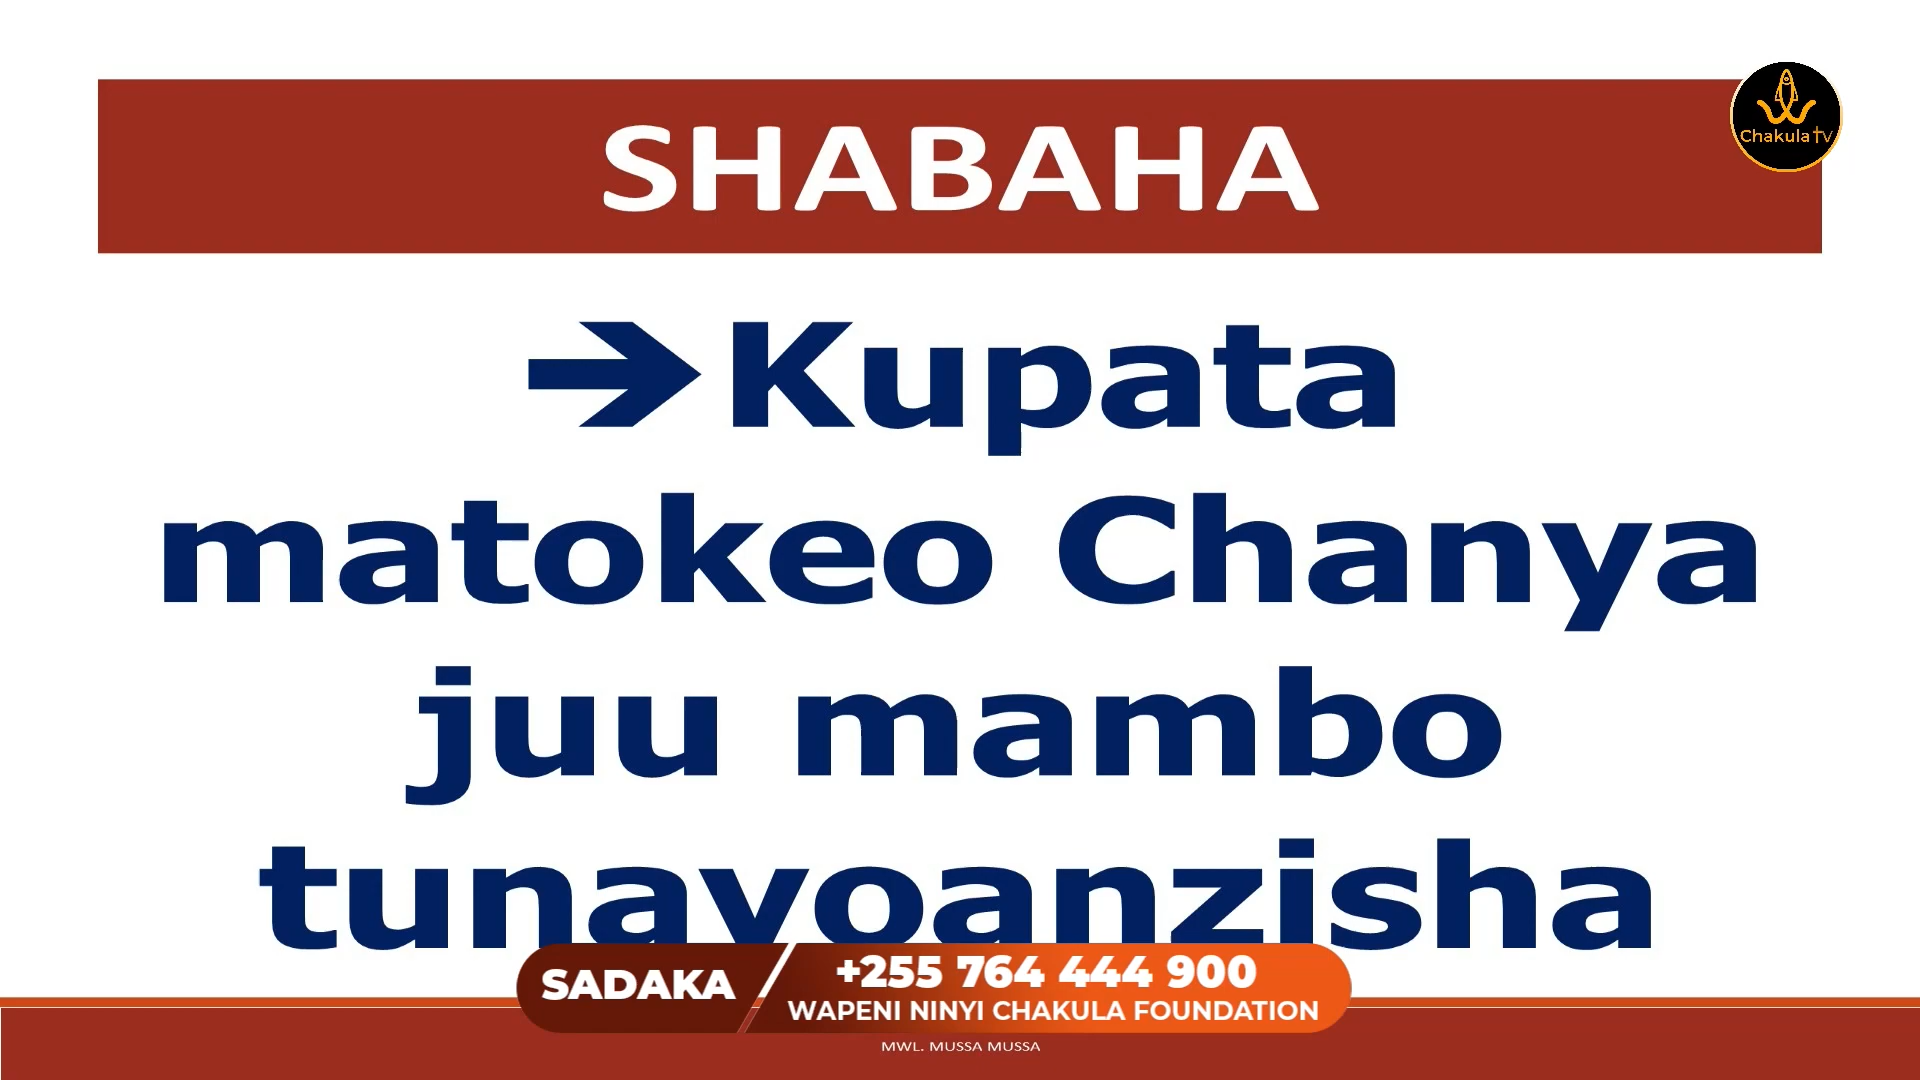 SHABAHA
Chakula tv
→Kupata
matokeo Chanya
juu mambo
tunayoanzisha
SADAKA
+255 764 444 900
WAPENI NINYI CHAKULA FOUNDATION
MWL. MUSSA MUSSA